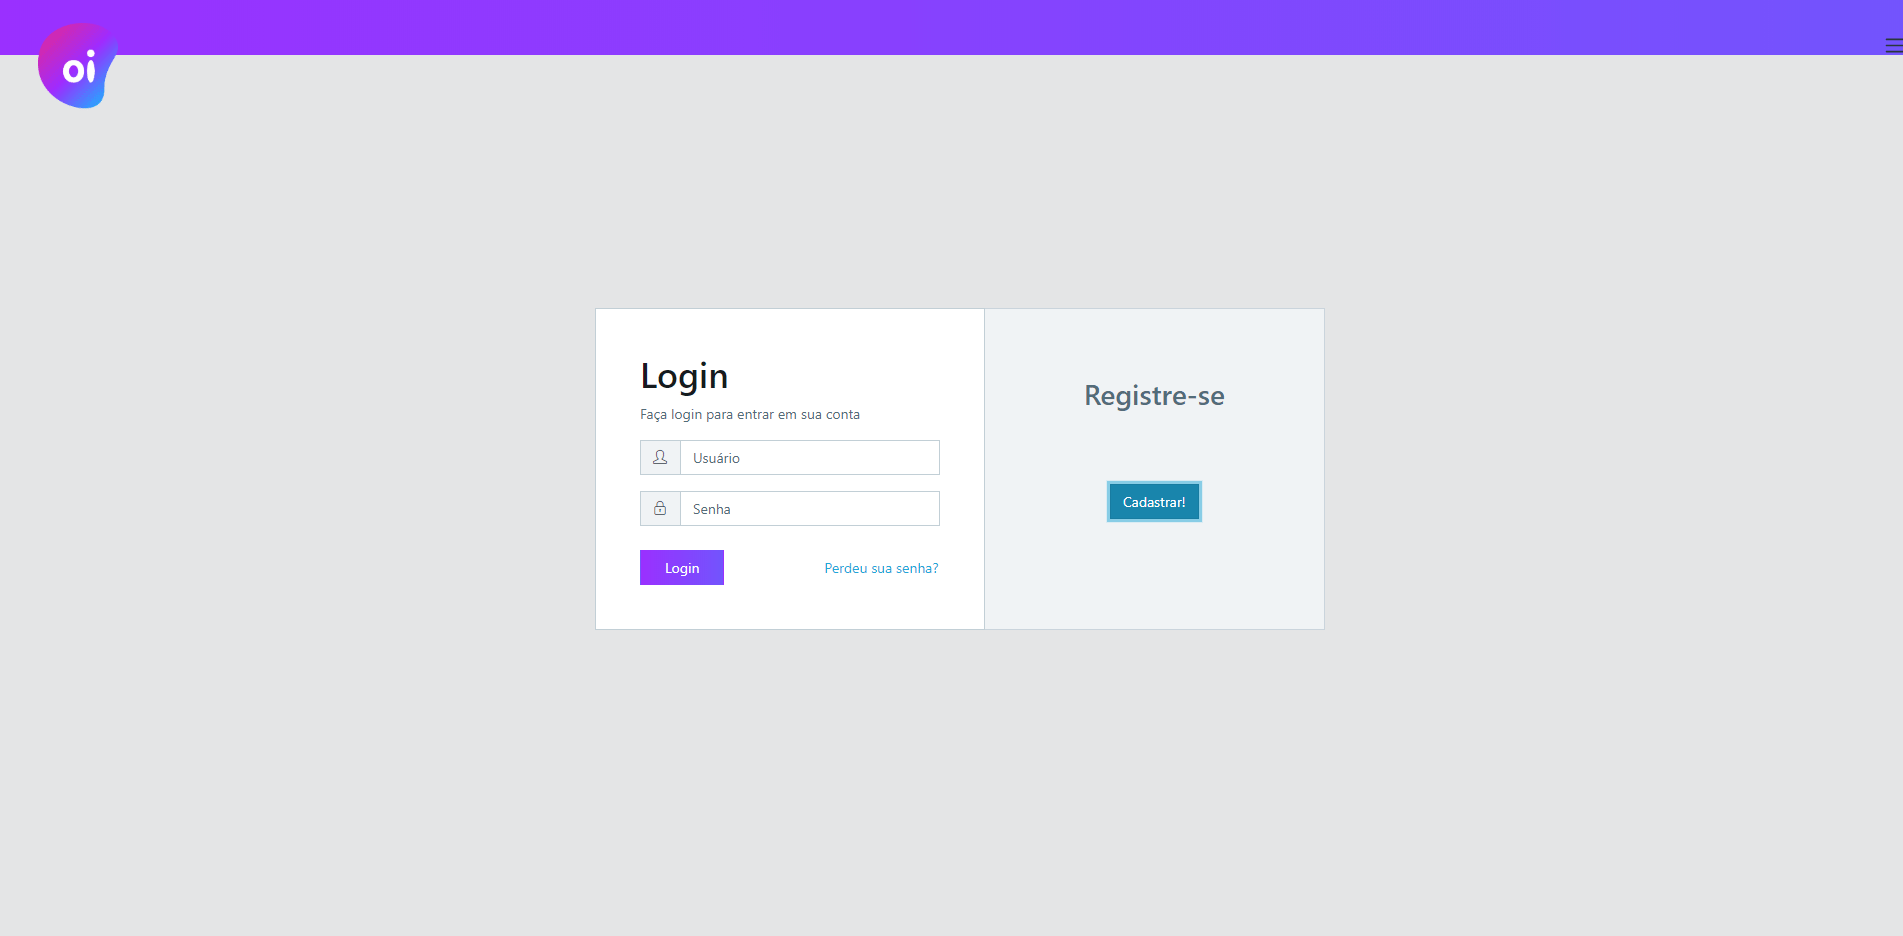 oi
Login
Faça login para entrar em sua conta
Usuário
Senha
Login
Perdeu sua senha?
Registre-se
Cadastrar!